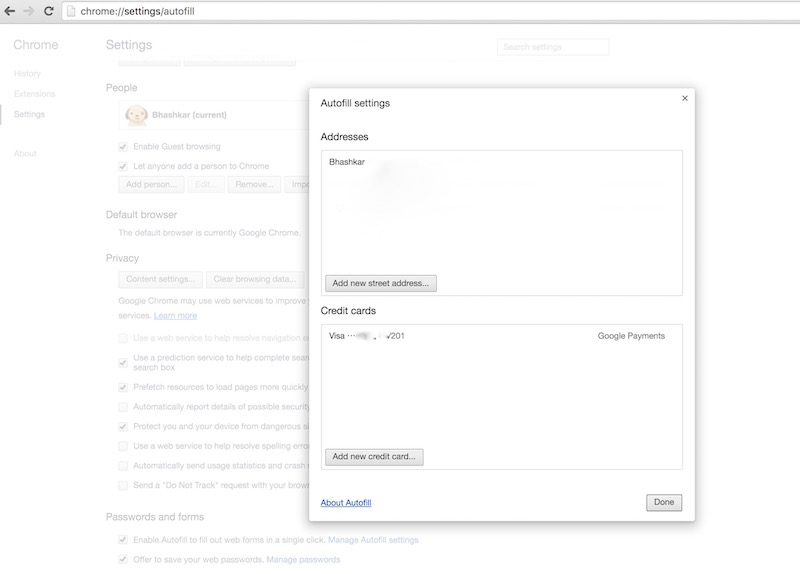 chrome://settings/autofill
Chrome
Settings
Search settings
History
Extensions
Settings
About
People
Bhashkar (current)
Enable Guest browsing
Let anyone add a person to Chrome
Add person...
Edit...
Remove...
Default browser
The default browser is currently Google Chrome.
Privacy
Content settings...
Clear browsing data...
Google Chrome may use web services to improve
services. Learn more
Use a web service to help resolve navigation
Use a prediction service to help complete
search box
Prefetch resources to load pages more quickly
Automatically report details of possible security
Protect you and your device from dangerous
Use a web service to help resolve spelling
Automatically send usage statistics and crash
Send a "Do Not Track" request with your
Passwords and forms
Enable Autofill to fill out web forms in a single click. Manage Autofill settings
Offer to save your web passwords. Manage passwords
Autofill settings
×
Addresses
Bhashkar
Add new street address...
Credit cards
Visa
Google Payments
Add new credit card...
About Autofill
Done